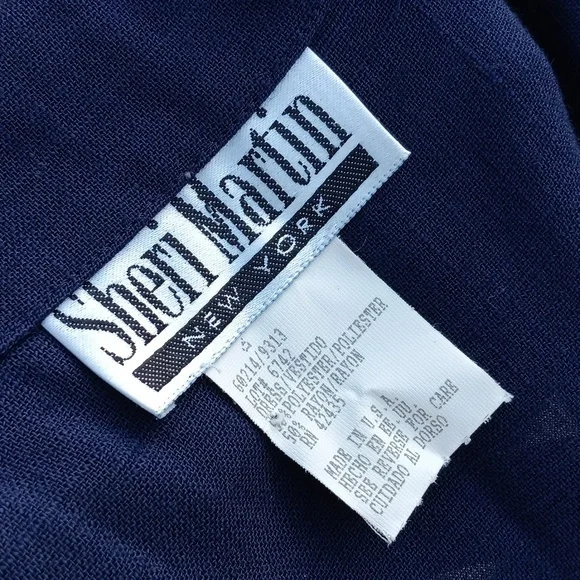 Sheri Martin
NEW YORK
6
60214/9313
LOT# 6742
DRESS/VESTIDO
50%POLYESTER/POLIESTER
50% RAYON/RAYON
RN 42435
MADE IN U.S.A.
HECHO EN EE.UU.
SEE REVERSE FOR CARE
CUIDADO AL DORSO